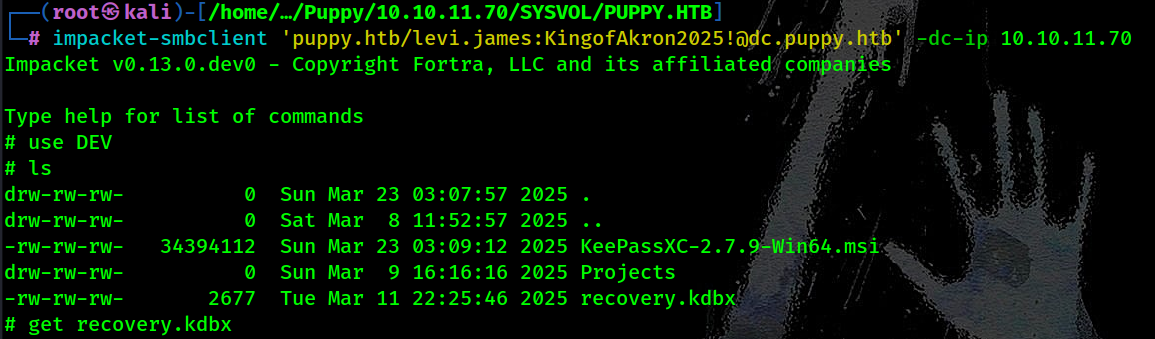 ┌──(root㉿kali)-[/home/…/Puppy/10.10.11.70/SYSVOL/PUPPY.HTB]
└─# impacket-smbclient 'puppy.htb/levi.james:KingofAkron2025!@dc.puppy.htb' -dc-ip 10.10.11.70
Impacket v0.13.0.dev0 - Copyright Fortra, LLC and its affiliated companies
Type help for list of commands
# use DEV
# ls
drw-rw-rw-          0  Sun Mar 23 03:07:57 2025 .
drw-rw-rw-          0  Sat Mar  8 11:52:57 2025 ..
-rw-rw-rw-   34394112  Sun Mar 23 03:09:12 2025 KeePassXC-2.7.9-Win64.msi
drw-rw-rw-          0  Sun Mar  9 16:16:16 2025 Projects
-rw-rw-rw-       2677  Tue Mar 11 22:25:46 2025 recovery.kdbx
# get recovery.kdbx